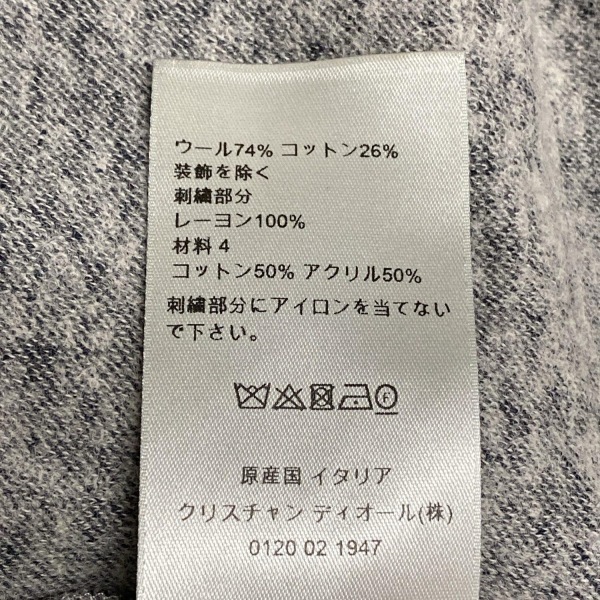 ウール74% コットン26%
装飾を除く
刺繍部分
レーヨン100%
材料 4
コットン50% アクリル50%
刺繍部分にアイロンを当てない
で下さい。
F
原産国 イタリア
クリスチャン ディオール(株)
0120 02 1947